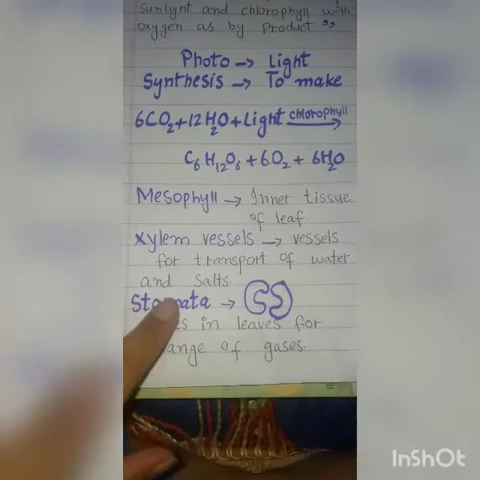 sunlight and chlorophyll with
oxygen as by Product"
Photo → Light
Synthesis → To make
6CO2+12H2O+Light chlorophyll →
C6H12O6+6O2+6H2O
Mesophyll → Inner tissue
of leaf
Xylem vessels → vessels
for transport of water
and Salts.
→
in leaves for
of gases.
InShOt